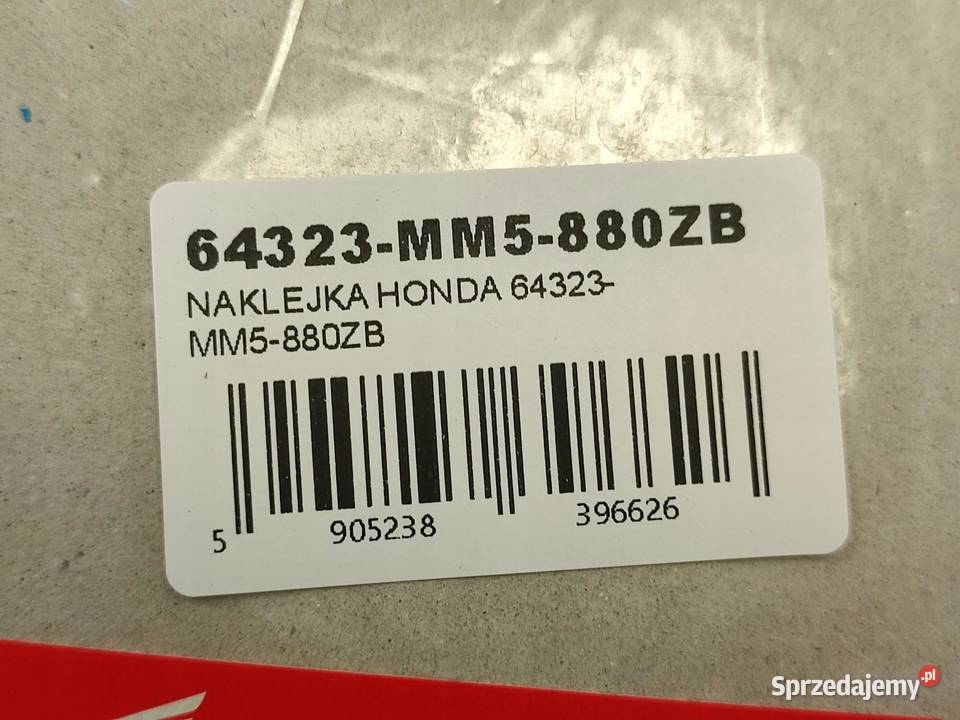 64323-MM5-880ZB
NAKLEJKA HONDA 64323-
MM5-880ZB
5 905238 396626
Sprzedajemy.pl